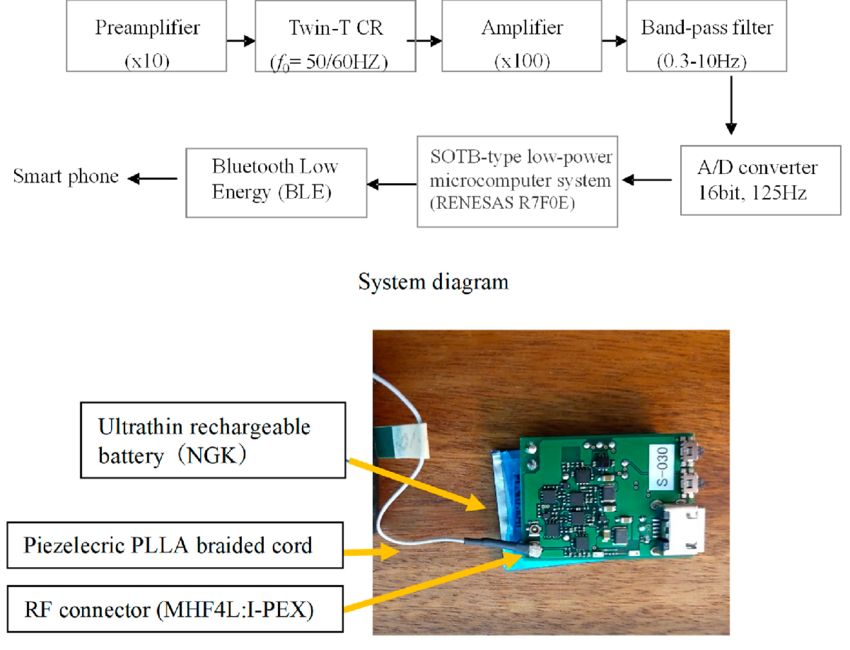 Preamplifier
(x10)
Twin-T CR
(f₀= 50/60HZ)
Amplifier
(x100)
Band-pass filter
(0.3-10Hz)
Smart phone
Bluetooth Low
Energy (BLE)
SOTB-type low-power
microcomputer system
(RENESAS R7F0E)
A/D converter
16bit, 125Hz
System diagram
Ultrathin rechargeable
battery（NGK）
Piezelecric PLLA braided cord
RF connector (MHF4L:I-PEX)
S-030